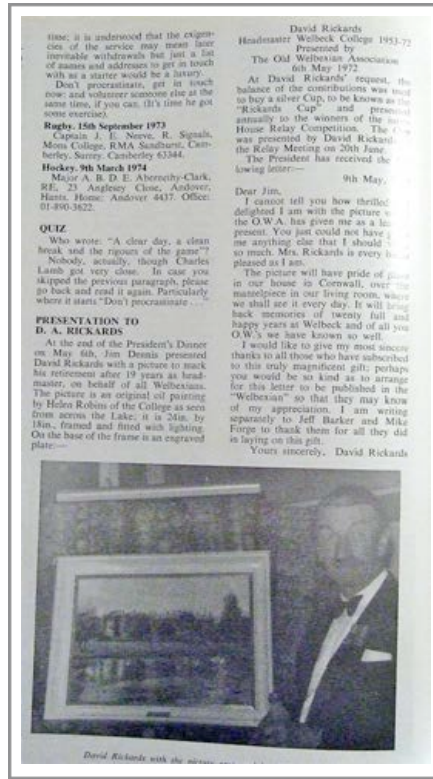 time; it is understood that the exigen-
cies of the service may mean later
inevitable withdrawals but just a list
of names and addresses to get in touch
with as a starter would be a luxury.
Don't procrastinate, get in touch
now: and volunteer someone else at the
same time, if you can. (It's time he got
some exercise).
Rugby. 15th September 1973
Captain J. E. Neeve, R. Signals,
Mons College, RMA Sandhurst, Cam-
berley, Surrey. Camberley 63344.
Hockey. 9th March 1974
Major A. B. D. E. Abernethy-Clark,
RE, 23 Anglesey Close, Andover,
Hants. Home: Andover 4437. Office:
01-890-3622.
QUIZ
Who wrote: "A clear day, a clean
break and the rigours of the game"?
Nobody, actually, though Charles
Lamb got very close. In case you
skipped the previous paragraph, please
go back and read it again. Particularly
where it starts "Don't procrastinate . . .
PRESENTATION TO
D. A. RICKARDS
At the end of the President's Dinner
on May 6th, Jim Dennis presented
David Rickards with a picture to mark
his retirement after 19 years as head-
master, on behalf of all Welbexians.
The picture is an original oil painting
by Helen Robins of the College as seen
from across the Lake; it is 24in. by
18in., framed and fitted with lighting.
On the base of the frame is an engraved
plate:—
David Rickards
Headmaster Welbeck College 1953-72
Presented by
The Old Welbexian Association
6th May 1972
At David Rickards' request, the
balance of the contributions was used
to buy a silver Cup, to be known as the
"Rickards Cup" and presented
annually to the winners of the
House Relay Competition. The
was presented by David Rickards
the Relay Meeting on 20th June.
The President has received the
lowing letter:—
9th May,
Dear Jim,
I cannot tell you how thrilled
delighted I am with the picture
the O.W.A. has given me as a
present. You just could not have
me anything else that I should
so much. Mrs. Rickards is every
pleased as I am.
The picture will have pride of place
in our house in Cornwall, over the
mantelpiece in our living room, where
we shall see it every day. It will bring
back memories of twenty full and
happy years at Welbeck and of all you
O.W.'s we have known so well.
I would like to give my most sincere
thanks to all those who have subscribed
to this truly magnificent gift; perhaps
you would be so kind as to arrange
for this letter to be published in the
"Welbexian" so that they may know
of my appreciation. I am writing
separately to Jeff Barker and Mike
Forge to thank them for all they did
in laying on this gift.
Yours sincerely, David Rickards
David Rickards with the picture